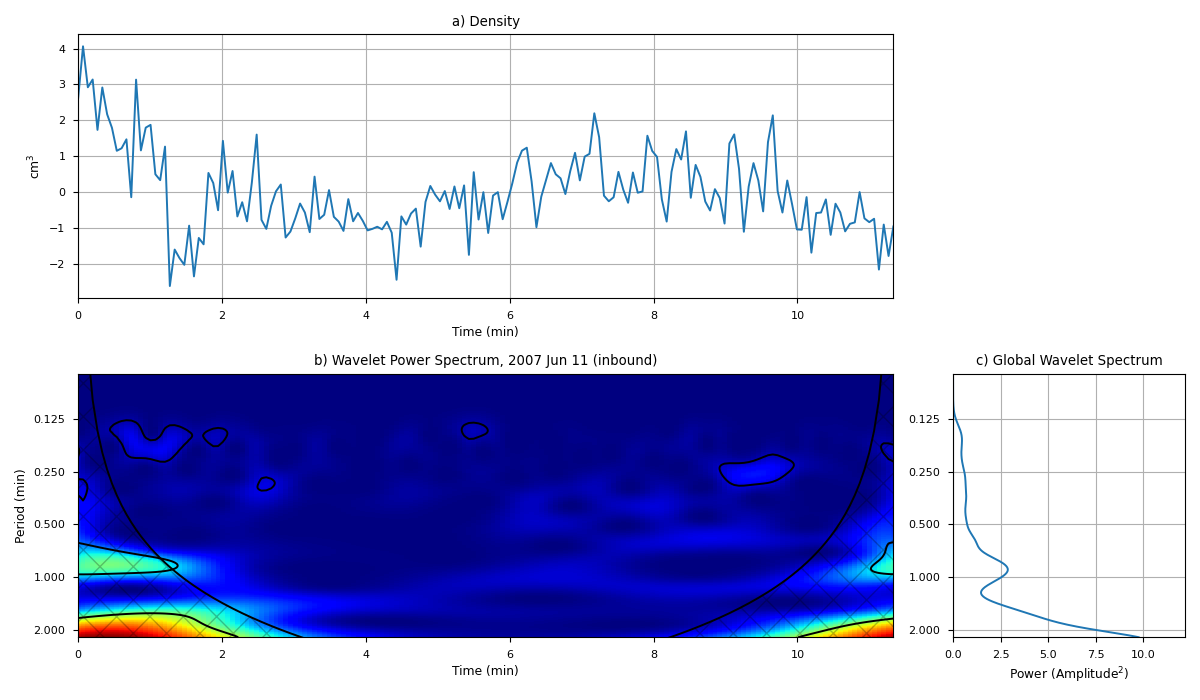 a) Density
4
3
2
1
0
−1
−2
cm³
0 2 4 6 8 10
Time (min)
b) Wavelet Power Spectrum, 2007 Jun 11 (inbound)
0.125
0.250
0.500
1.000
2.000
Period (min)
0 2 4 6 8 10
Time (min)
c) Global Wavelet Spectrum
0.125
0.250
0.500
1.000
2.000
0.0 2.5 5.0 7.5 10.0
Power (Amplitude²)